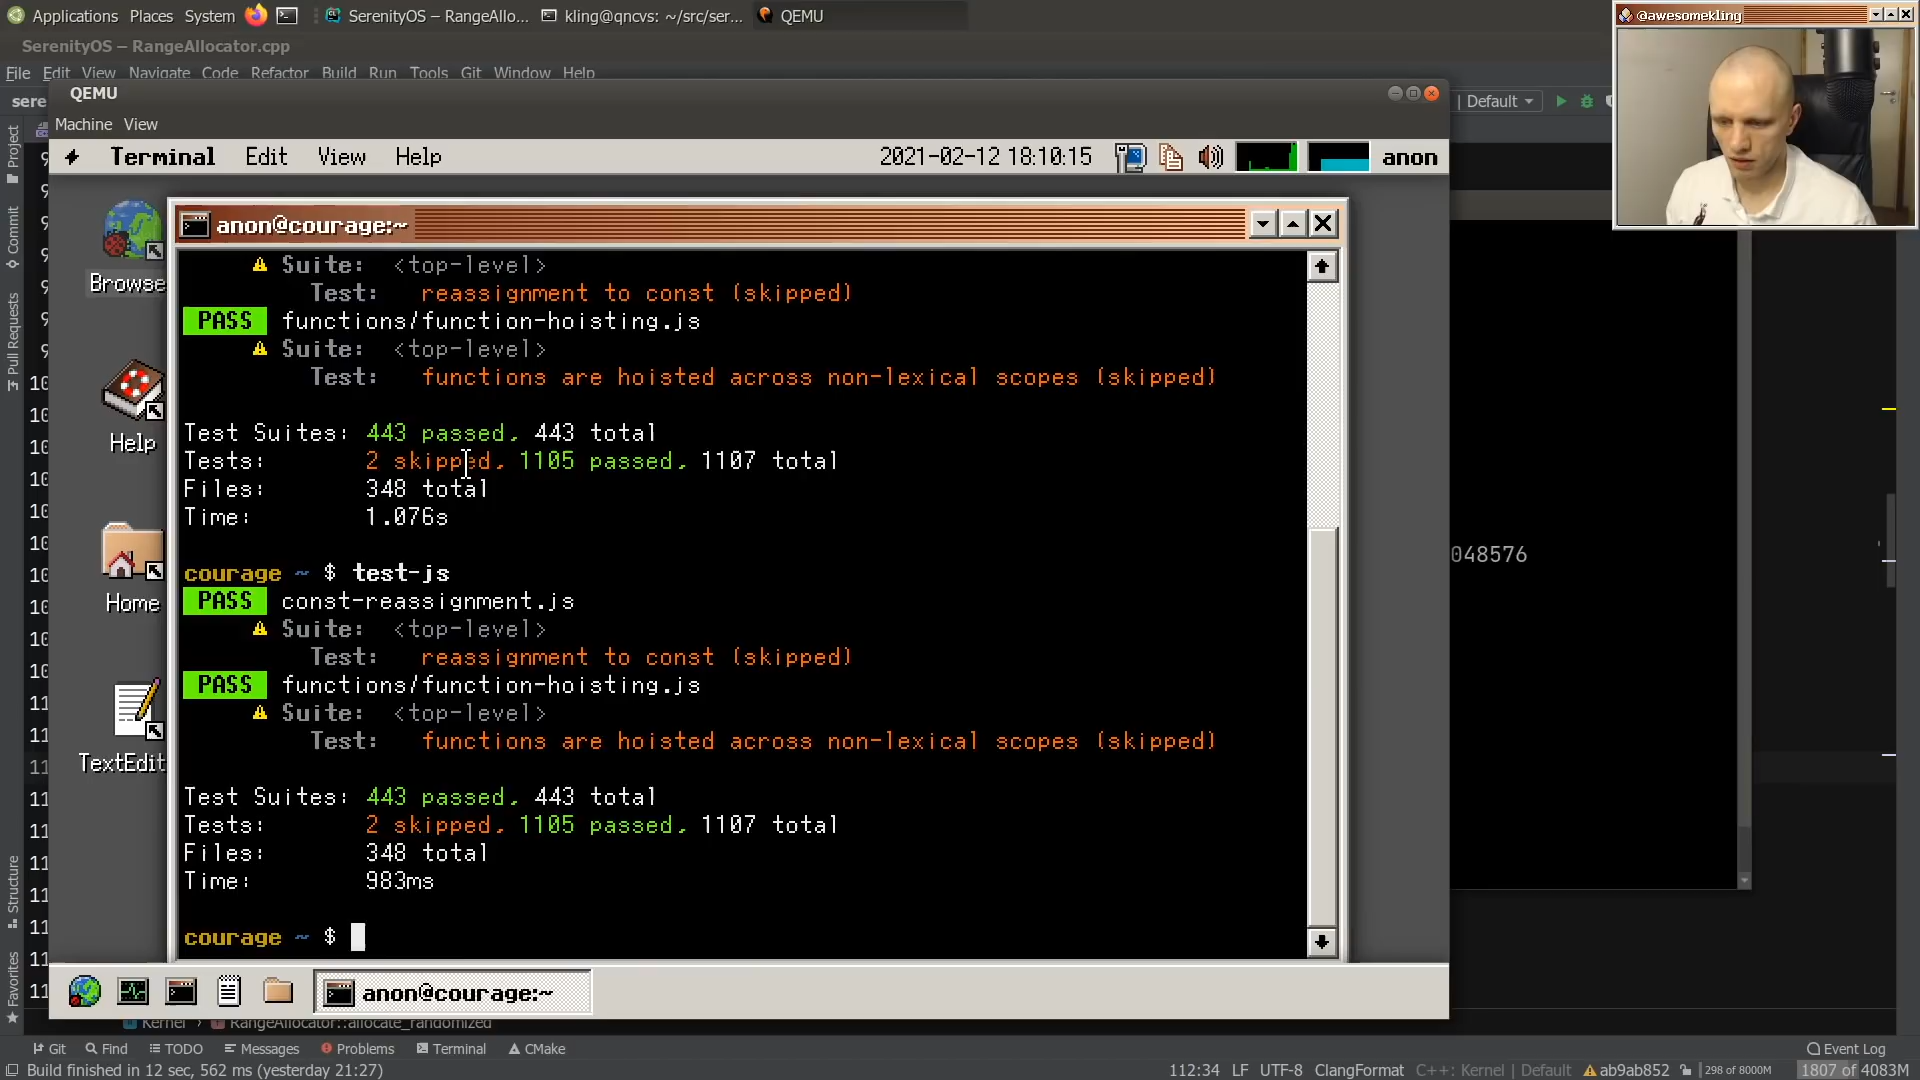 Applications Places System SerenityOS – RangeAllo... kling@qncvs: ~/src/ser... QEMU
SerenityOS – RangeAllocator.cpp
File Edit View Navigate Code Refactor Build Run Tools Git Window Help
@awesomekling
Default
QEMU
Machine View
Terminal Edit View Help 2021-02-12 18:10:15 anon
anon@courage:~
Suite: <top-level>
Test: reassignment to const (skipped)
PASS functions/function-hoisting.js
Suite: <top-level>
Test: functions are hoisted across non-lexical scopes (skipped)
Test Suites: 443 passed, 443 total
Tests: 2 skipped, 1105 passed, 1107 total
Files: 348 total
Time: 1.076s
courage ~ $ test-js
PASS const-reassignment.js
Suite: <top-level>
Test: reassignment to const (skipped)
PASS functions/function-hoisting.js
Suite: <top-level>
Test: functions are hoisted across non-lexical scopes (skipped)
Test Suites: 443 passed, 443 total
Tests: 2 skipped, 1105 passed, 1107 total
Files: 348 total
Time: 983ms
courage ~ $
Browse
Help
Home
TextEdit
048576
Project
Commit
Pull Requests
Structure
Favorites
anon@courage:~
Kernel › RangeAllocator::allocate_randomized
Git Find TODO Messages Problems Terminal CMake Event Log
Build finished in 12 sec, 562 ms (yesterday 21:27) 112:34 LF UTF-8 ClangFormat C++: Kernel | Default ab9ab852 298 of 8000M 1807 of 4083M